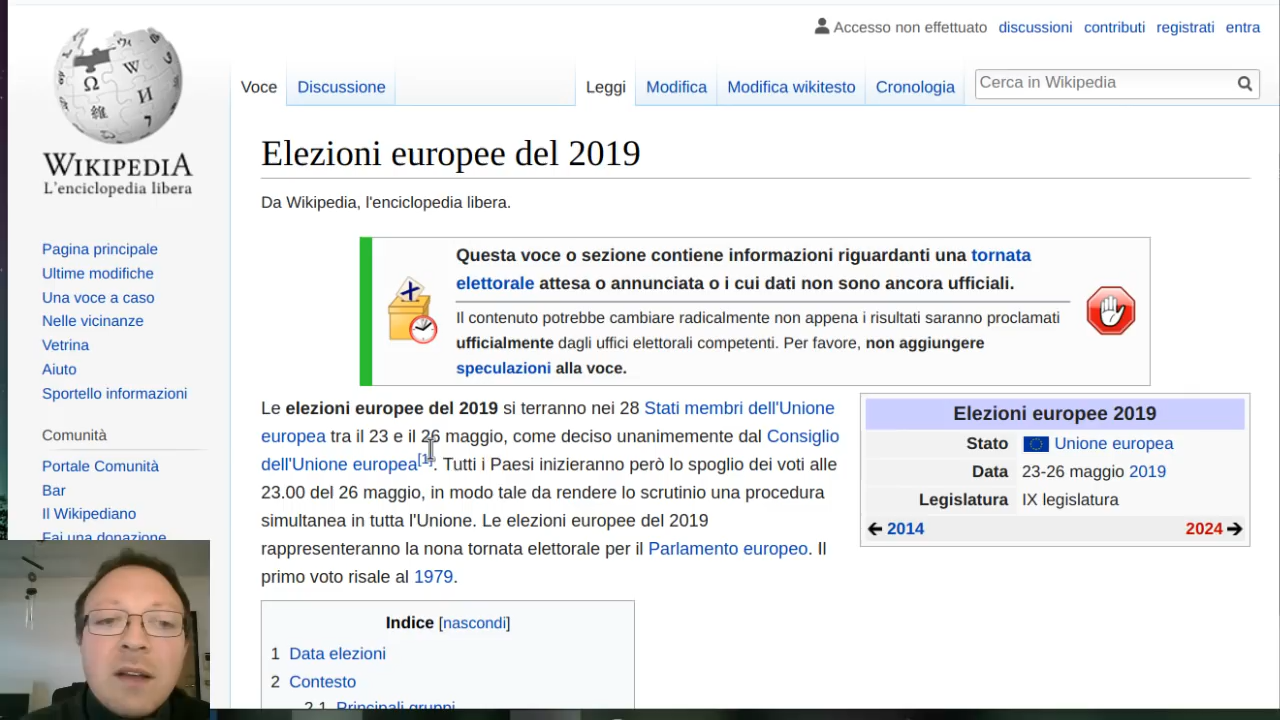 Accesso non effettuato discussioni contributi registrati entra
WIKIPEDIA
L'enciclopedia libera
Voce Discussione Leggi Modifica Modifica wikitesto Cronologia Cerca in Wikipedia
Elezioni europee del 2019
Da Wikipedia, l'enciclopedia libera.
Questa voce o sezione contiene informazioni riguardanti una tornata
elettorale attesa o annunciata o i cui dati non sono ancora ufficiali.
Il contenuto potrebbe cambiare radicalmente non appena i risultati saranno proclamati
ufficialmente dagli uffici elettorali competenti. Per favore, non aggiungere
speculazioni alla voce.
Pagina principale
Ultime modifiche
Una voce a caso
Nelle vicinanze
Vetrina
Aiuto
Sportello informazioni
Comunità
Portale Comunità
Bar
Il Wikipediano
Fai una donazione
Le elezioni europee del 2019 si terranno nei 28 Stati membri dell'Unione
europea tra il 23 e il 26 maggio, come deciso unanimemente dal Consiglio
dell'Unione europea[1]. Tutti i Paesi inizieranno però lo spoglio dei voti alle
23.00 del 26 maggio, in modo tale da rendere lo scrutinio una procedura
simultanea in tutta l'Unione. Le elezioni europee del 2019
rappresenteranno la nona tornata elettorale per il Parlamento europeo. Il
primo voto risale al 1979.
Elezioni europee 2019
Stato Unione europea
Data 23-26 maggio 2019
Legislatura IX legislatura
2014 2024
Indice [nascondi]
1 Data elezioni
2 Contesto
2.1 Principali gruppi